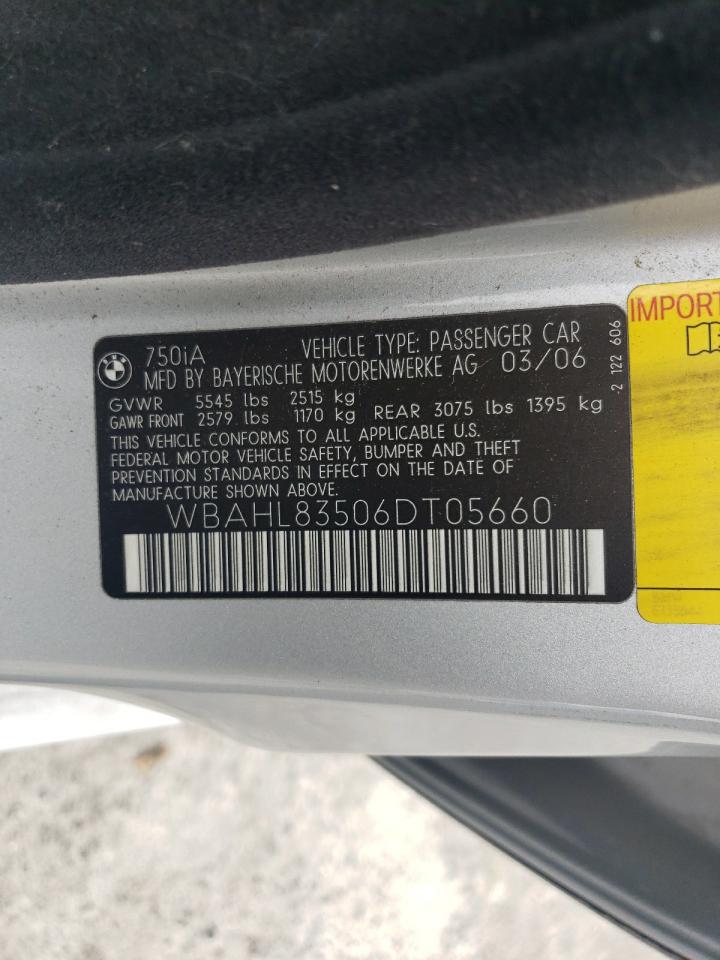 750iA VEHICLE TYPE: PASSENGER CAR
MFD BY BAYERISCHE MOTORENWERKE AG 03/06
GVWR 5545 lbs 2515 kg
GAWR FRONT 2579 lbs 1170 kg REAR 3075 lbs 1395 kg
THIS VEHICLE CONFORMS TO ALL APPLICABLE U.S.
FEDERAL MOTOR VEHICLE SAFETY, BUMPER AND THEFT
PREVENTION STANDARDS IN EFFECT ON THE DATE OF
MANUFACTURE SHOWN ABOVE.
WBAHL83506DT05660
2 122 606
IMPORT